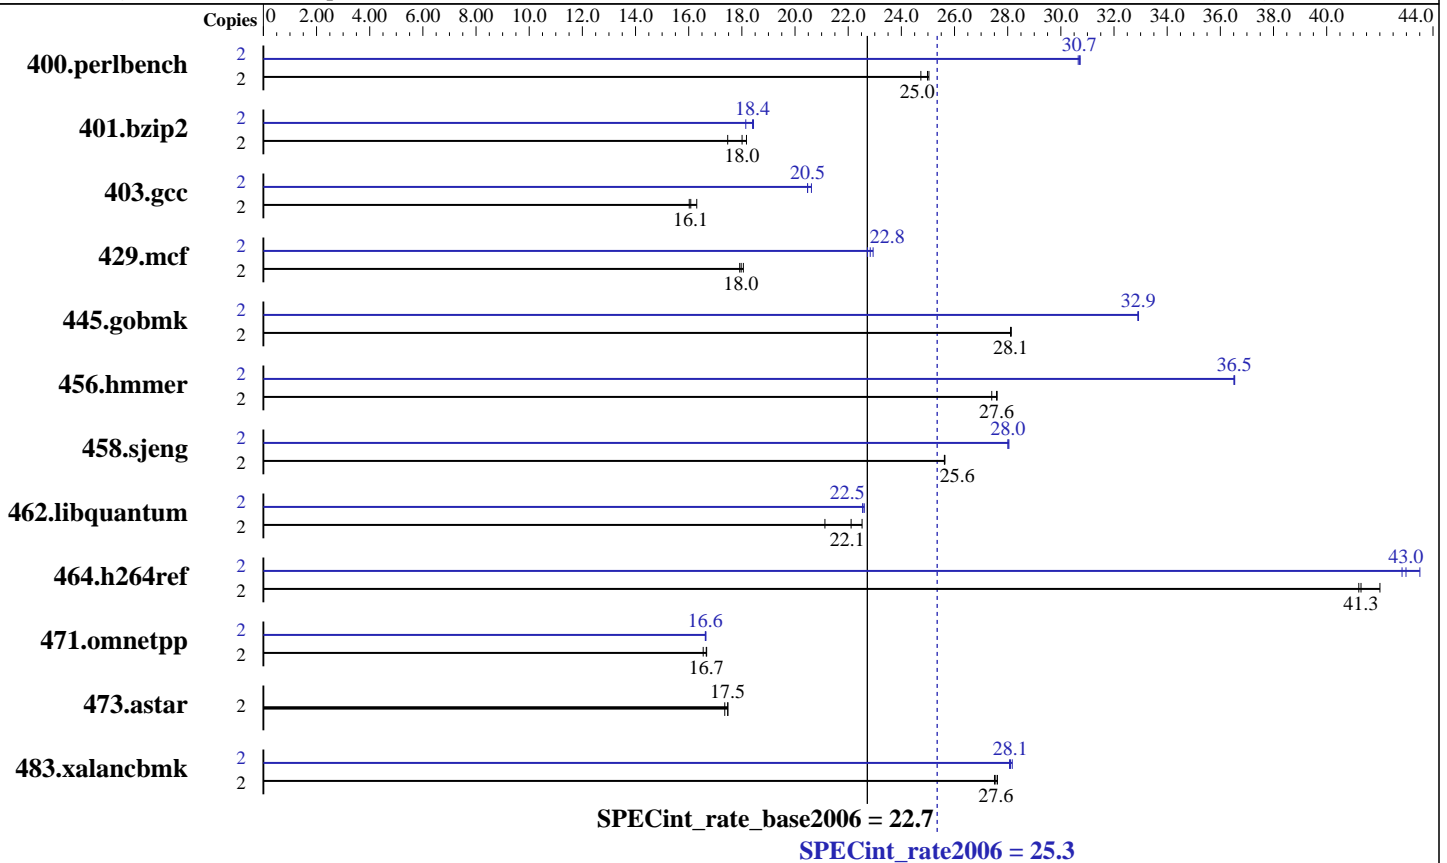 Copies 0 2.00 4.00 6.00 8.00 10.0 12.0 14.0 16.0 18.0 20.0 22.0 24.0 26.0 28.0 30.0 32.0 34.0 36.0 38.0 40.0 44.0
400.perlbench 2 30.7
2 25.0
401.bzip2 2 18.4
2 18.0
403.gcc 2 20.5
2 16.1
429.mcf 2 22.8
2 18.0
445.gobmk 2 32.9
2 28.1
456.hmmer 2 36.5
2 27.6
458.sjeng 2 28.0
2 25.6
462.libquantum 2 22.5
2 22.1
464.h264ref 2 43.0
2 41.3
471.omnetpp 2 16.6
2 16.7
473.astar 2 17.5
483.xalancbmk 2 28.1
2 27.6
SPECint_rate_base2006 = 22.7
SPECint_rate2006 = 25.3